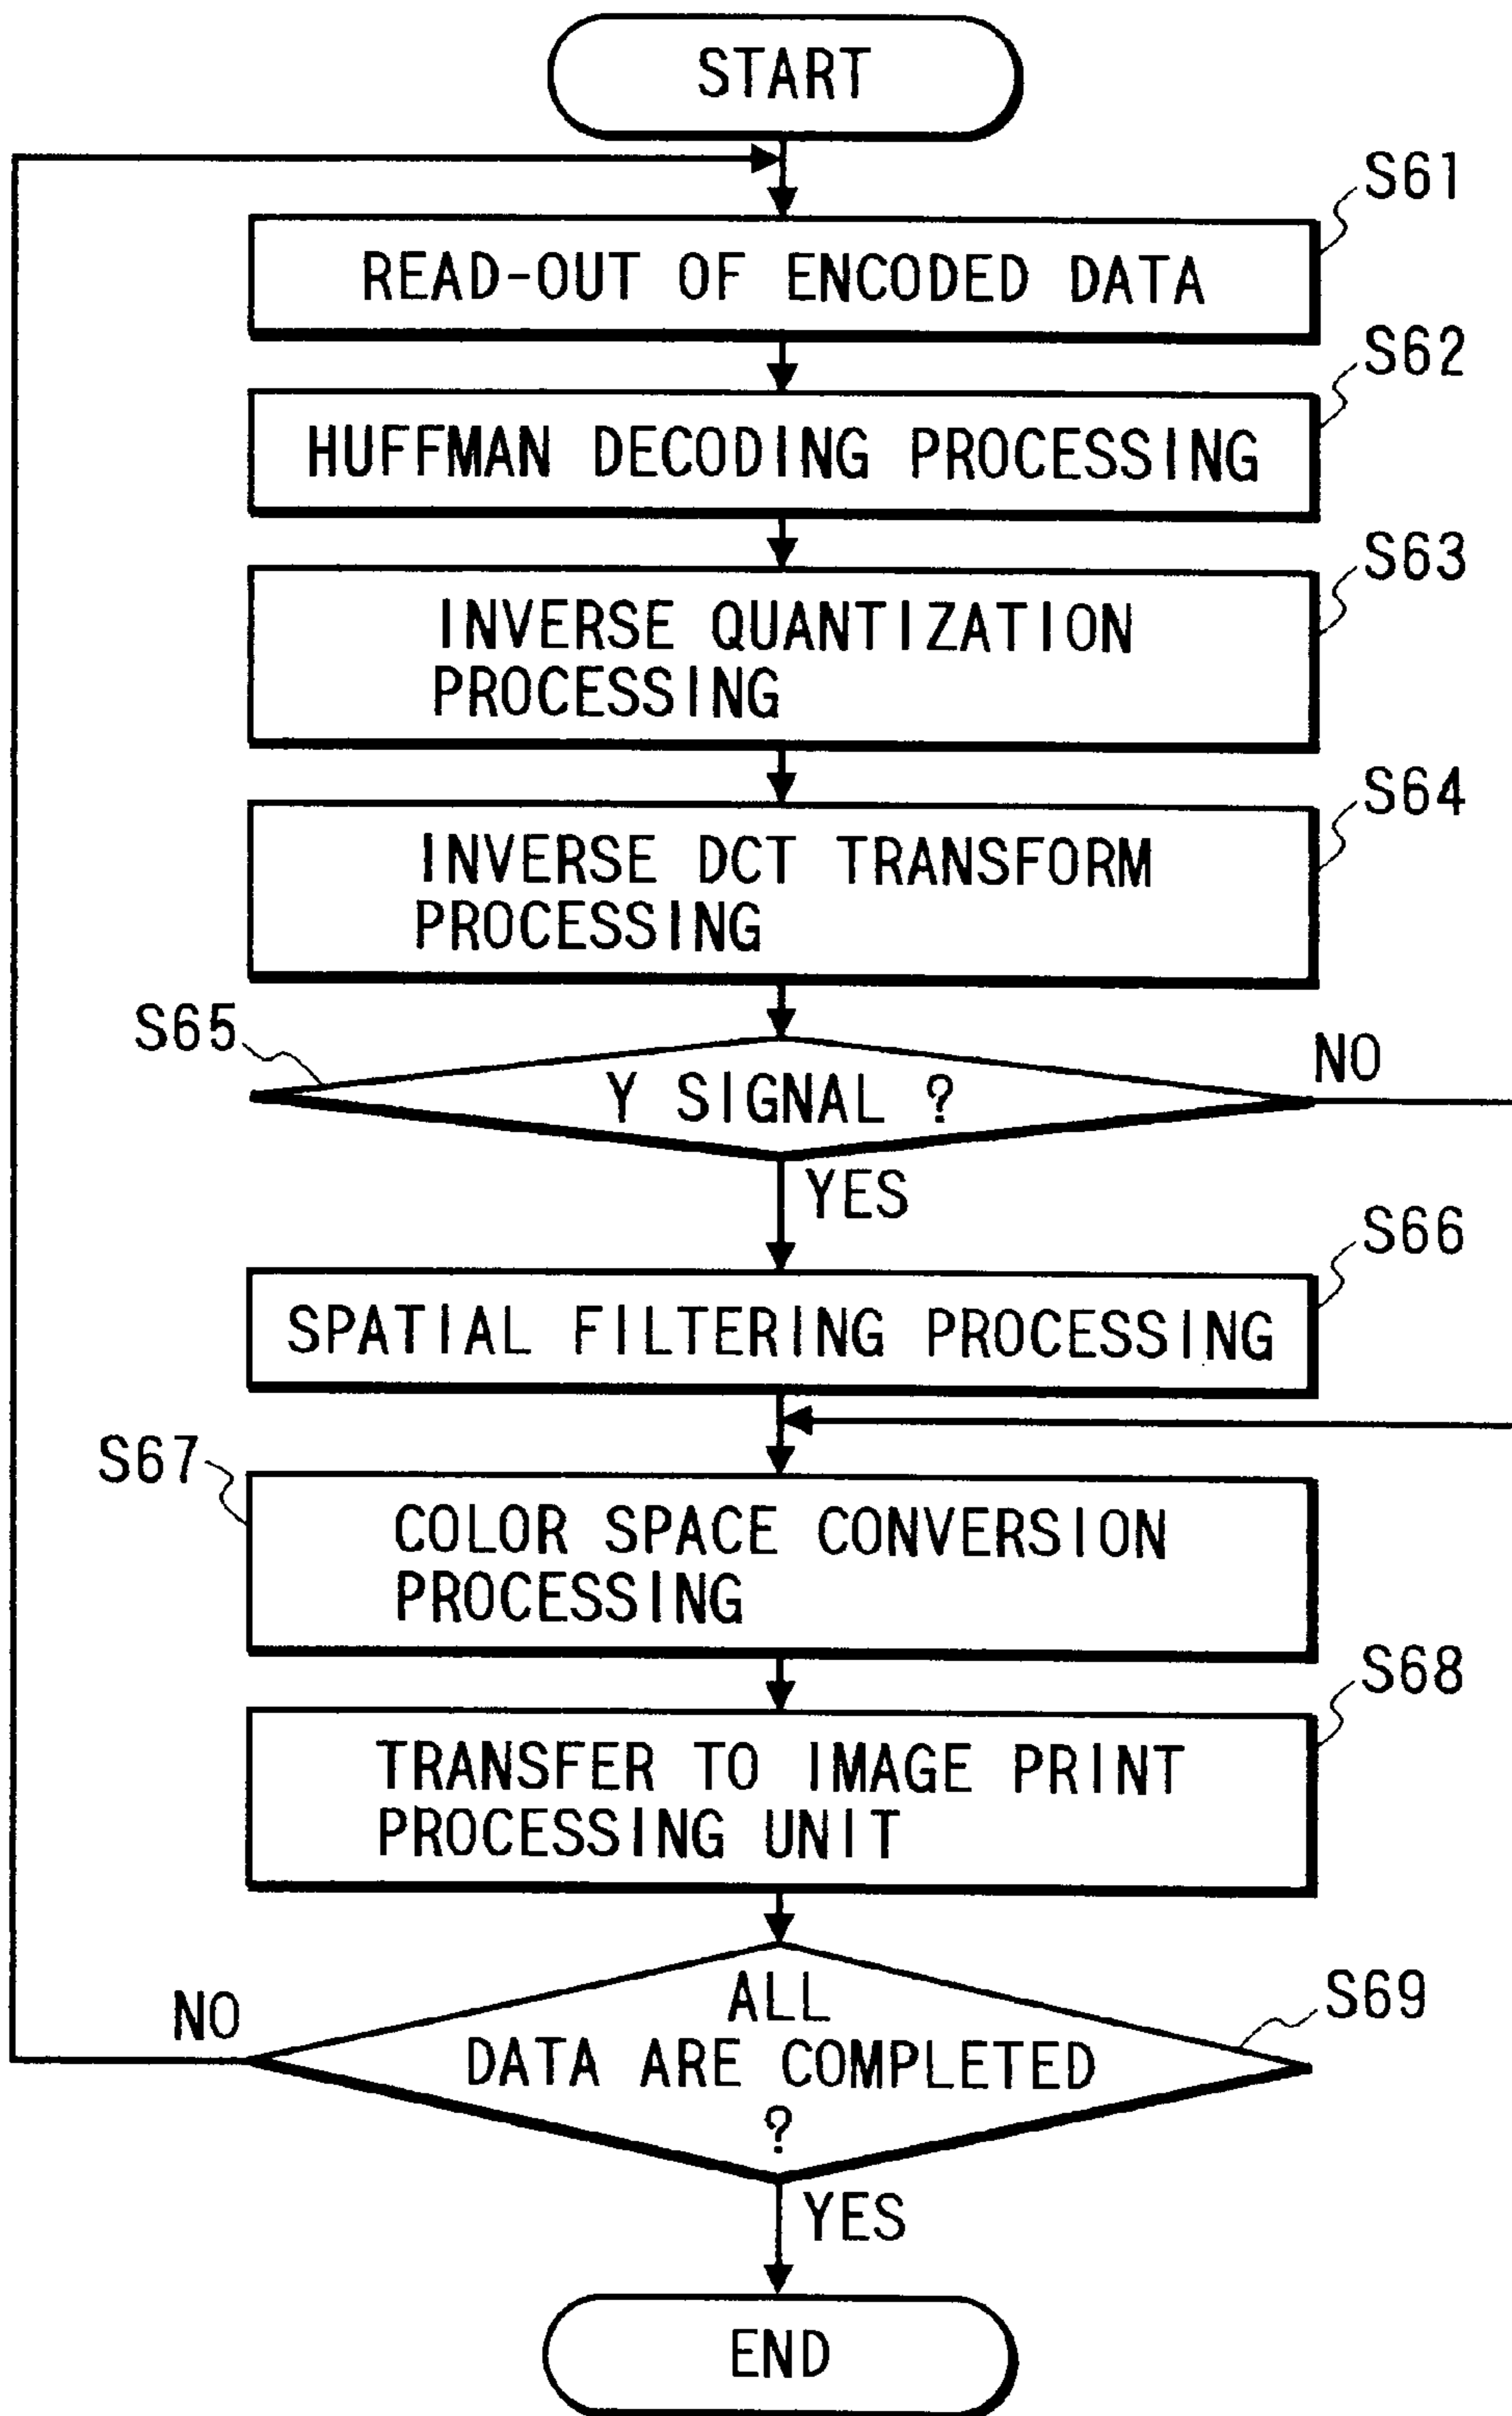 START
S61
READ-OUT OF ENCODED DATA
S62
HUFFMAN DECODING PROCESSING
S63
INVERSE QUANTIZATION
PROCESSING
S64
INVERSE DCT TRANSFORM
PROCESSING
S65
Y SIGNAL ?
NO
YES
S66
SPATIAL FILTERING PROCESSING
S67
COLOR SPACE CONVERSION
PROCESSING
S68
TRANSFER TO IMAGE PRINT
PROCESSING UNIT
S69
NO
ALL
DATA ARE COMPLETED
?
YES
END